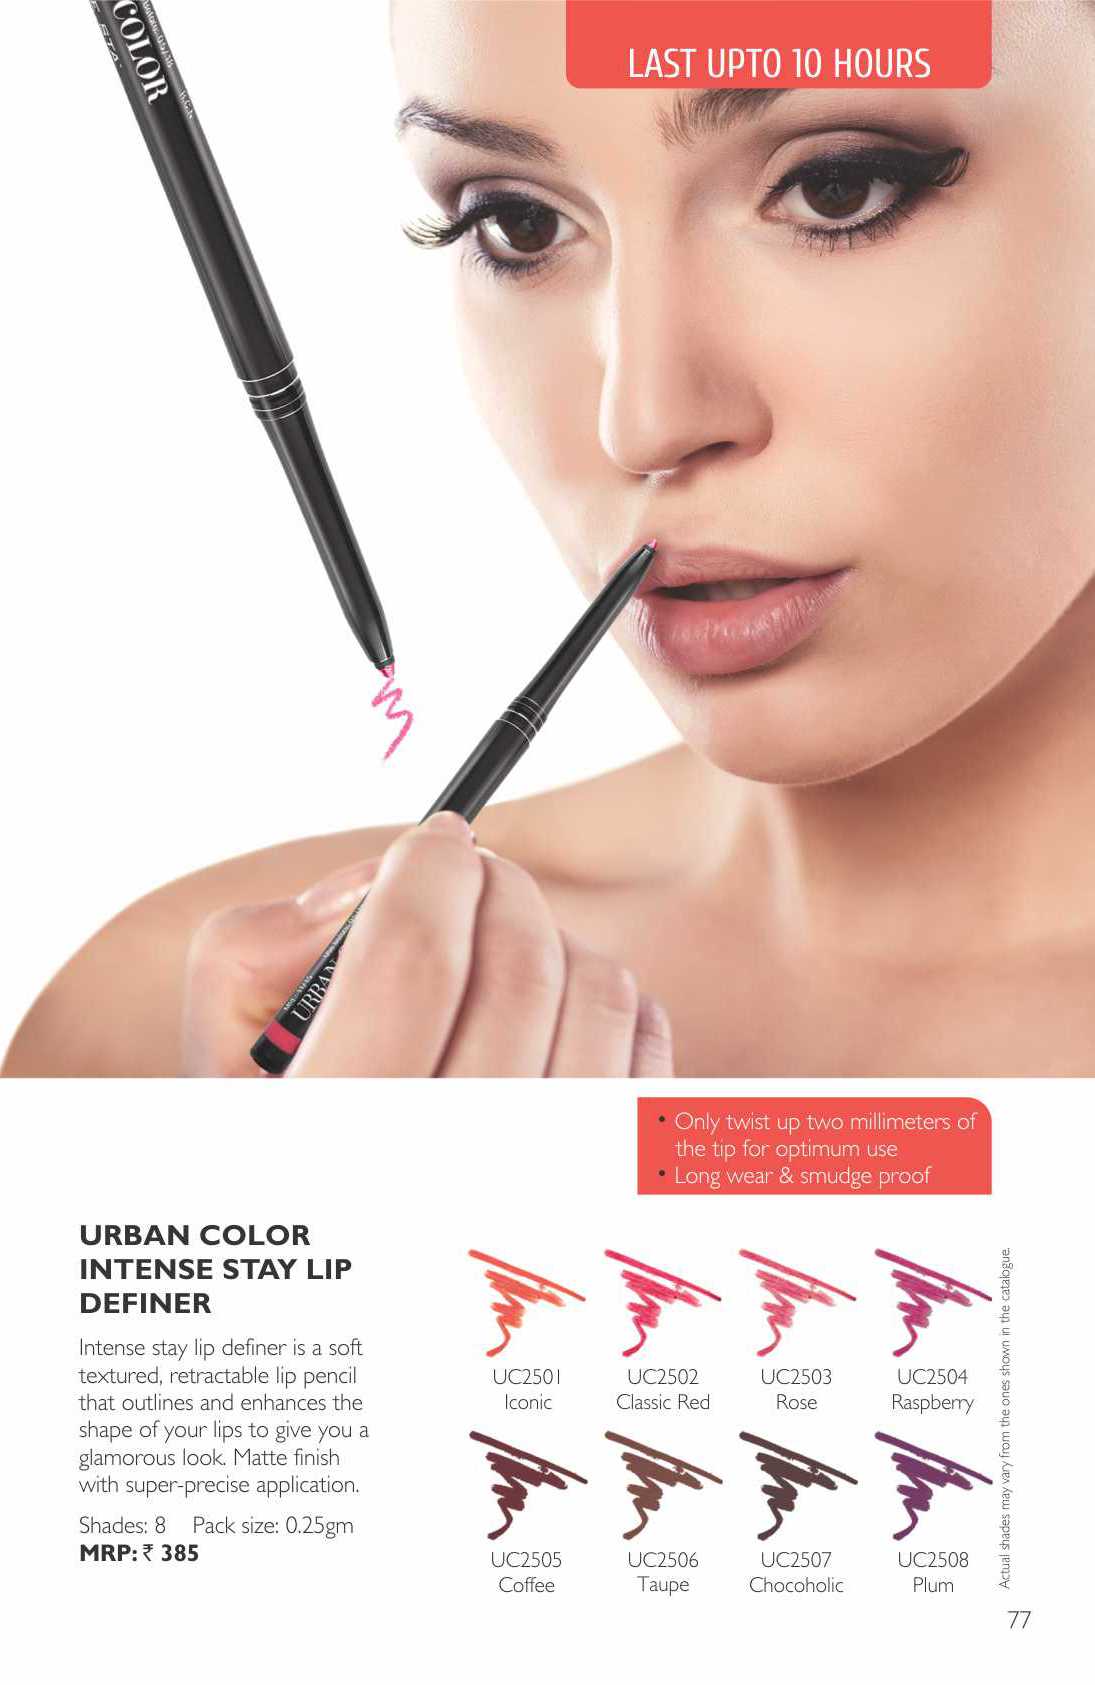 COLOR
LAST UPTO 10 HOURS
URBAN
• Only twist up two millimeters of
the tip for optimum use
• Long wear & smudge proof
URBAN COLOR
INTENSE STAY LIP
DEFINER
Intense stay lip definer is a soft
textured, retractable lip pencil
that outlines and enhances the
shape of your lips to give you a
glamorous look. Matte finish
with super-precise application.
Shades: 8 Pack size: 0.25gm
MRP: ₹ 385
UC2501 UC2502 UC2503 UC2504
Iconic Classic Red Rose Raspberry
UC2505 UC2506 UC2507 UC2508
Coffee Taupe Chocoholic Plum
Actual shades may vary from the ones shown in the catalogue.
77